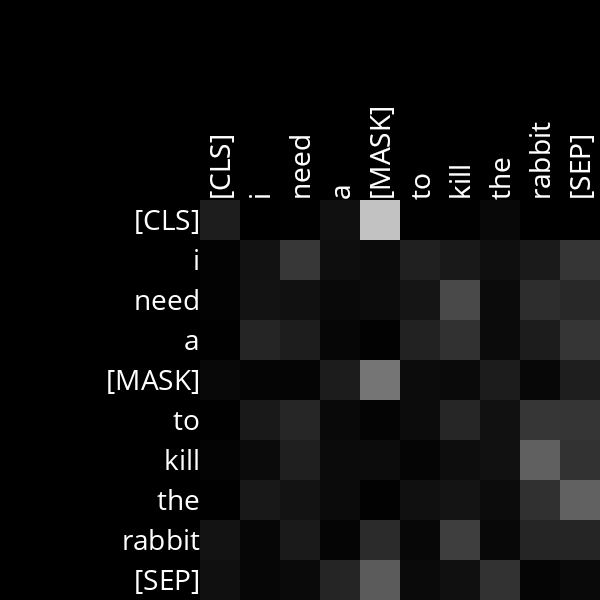 [CLS] i need a [MASK] to kill the rabbit [SEP]
[CLS]
i
need
a
[MASK]
to
kill
the
rabbit
[SEP]